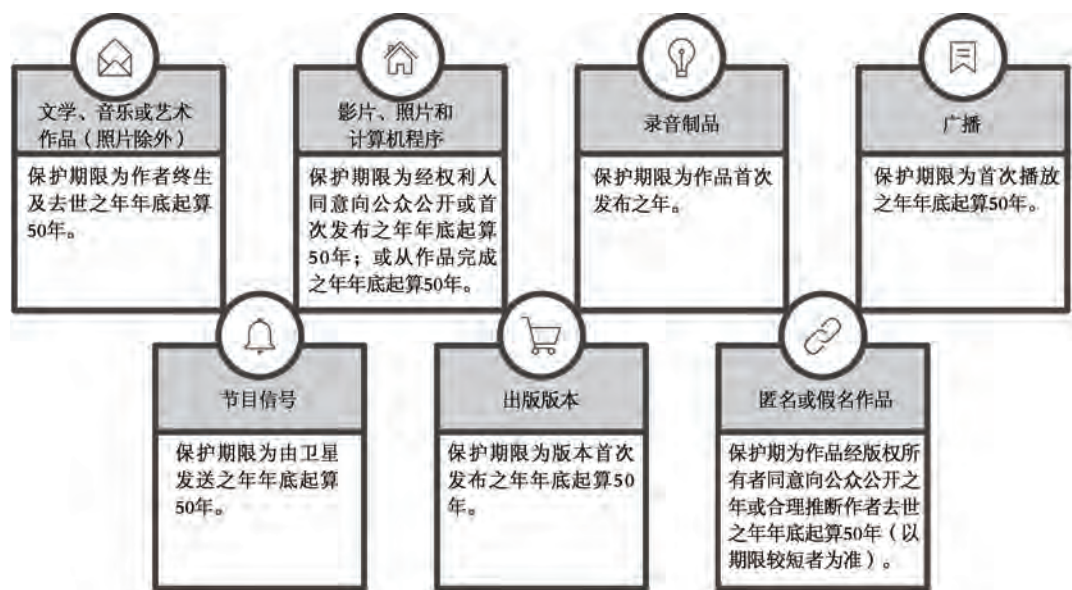 文学、音乐或艺术
作品（照片除外）
保护期限为作者终生
及去世之年年底起算
50年。
影片、照片和
计算机程序
保护期限为经权利人
同意向公众公开或首
次发布之年年底起算
50年；或从作品完成
之年年底起算50年。
录音制品
保护期限为作品首次
发布之年。
广播
保护期限为首次播放
之年年底起算50年。
节目信号
保护期限为由卫星
发送之年年底起算
50年。
出版版本
保护期限为版本首次
发布之年年底起算50
年。
匿名或假名作品
保护期为作品经版权所
有者同意向公众公开之
年或合理推断作者去世
之年年底起算50年（以
期限较短者为准）。